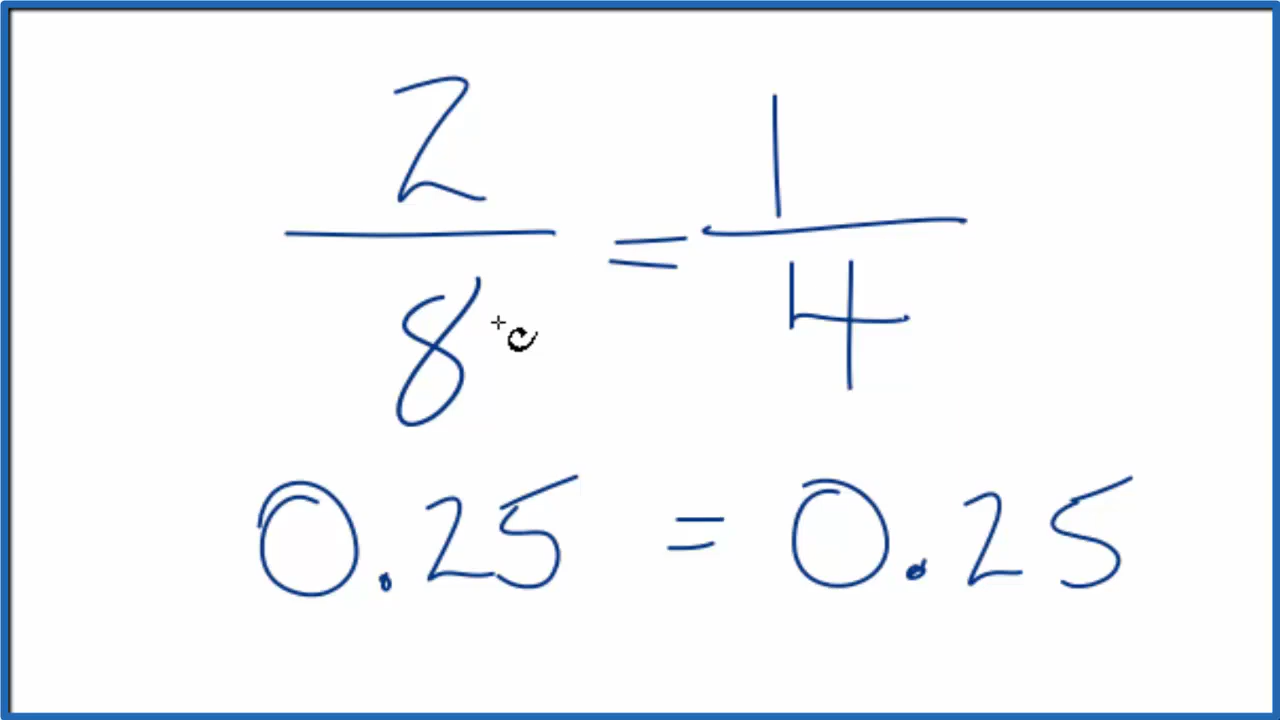 2/8 = 1/4
0.25 = 0.25